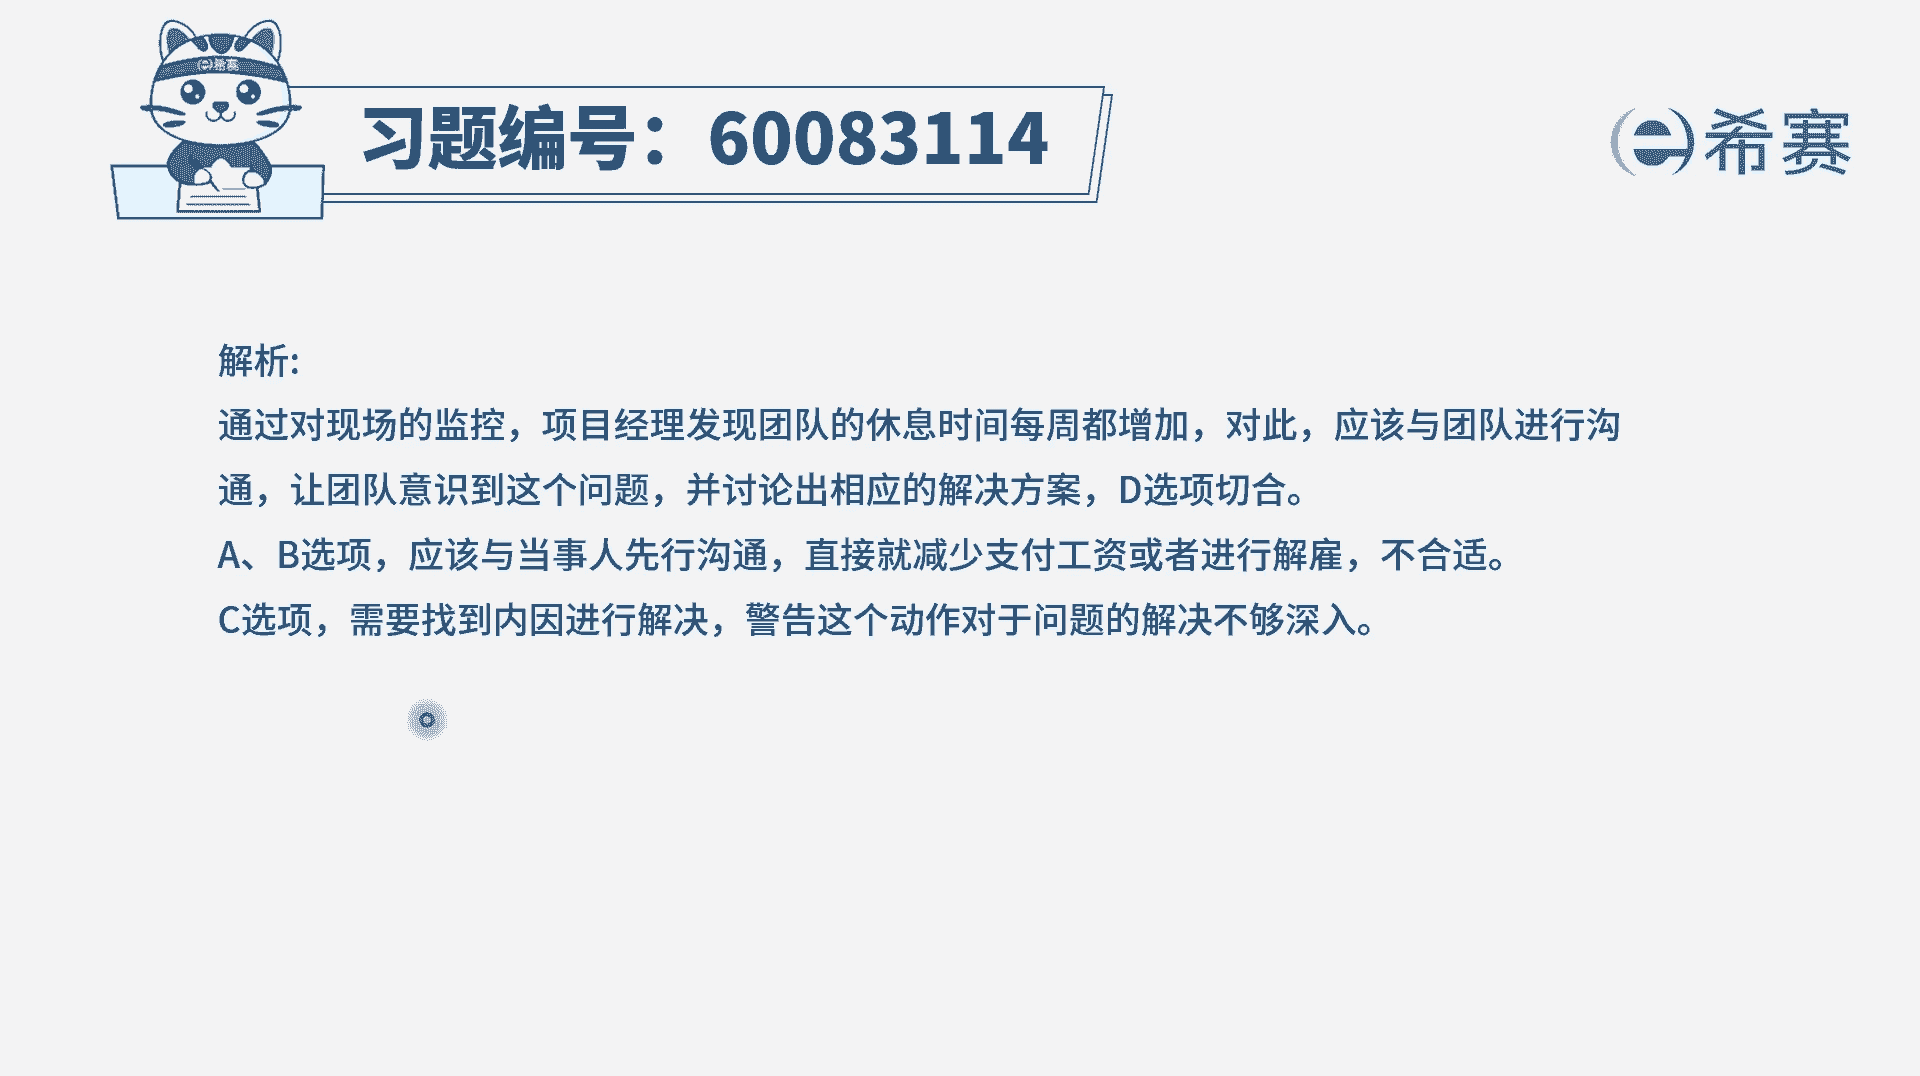 希赛
习题编号：60083114
希赛
解析:
通过对现场的监控，项目经理发现团队的休息时间每周都增加，对此，应该与团队进行沟
通，让团队意识到这个问题，并讨论出相应的解决方案，D选项切合。
A、B选项，应该与当事人先行沟通，直接就减少支付工资或者进行解雇，不合适。
C选项，需要找到内因进行解决，警告这个动作对于问题的解决不够深入。